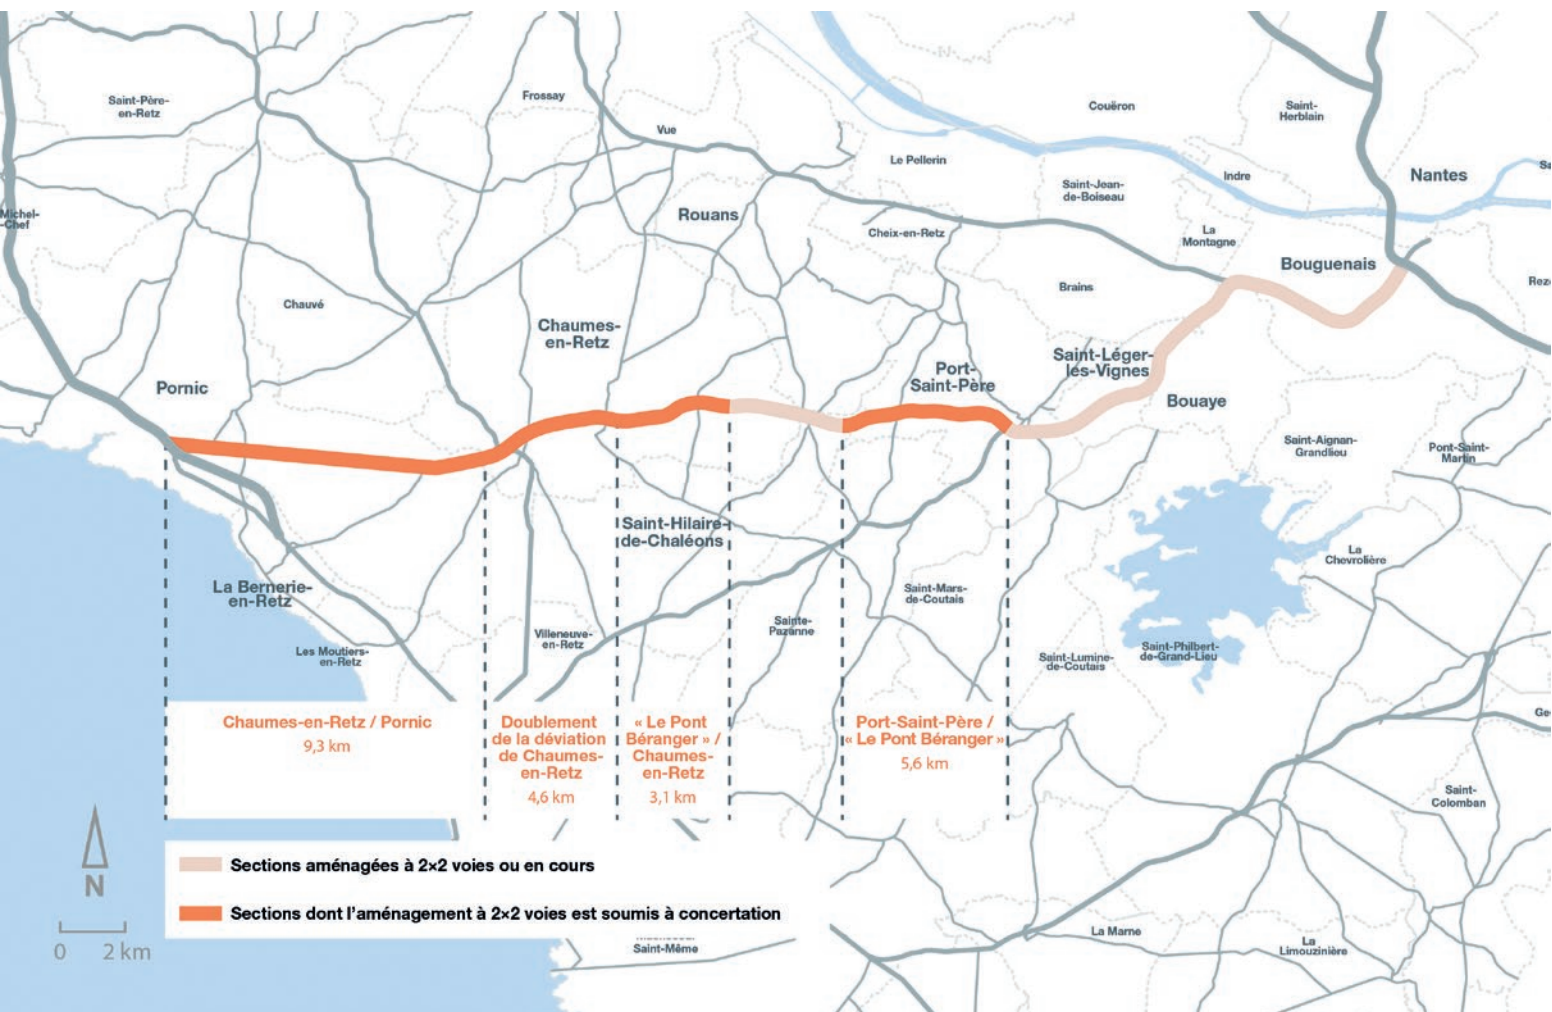 Saint-Père-
en-Retz
Frossay
Vue
Couëron
Saint-
Herblain
Le Pellerin
Indre
Nantes
Saint-Jean-
de-Boiseau
Michel-
-Chef
Rouans
Cheix-en-Retz
La
Montagne
Bouguenais
Chauvé
Brains
Chaumes-
en-Retz
Saint-Léger-
les-Vignes
Port-
Saint-Père
Pornic
Bouaye
Saint-Aignan-
Grandlieu
Pont-Saint-
Martin
Saint-Hilaire-
de-Chaléons
La
Chevrolière
La Bernerie-
en-Retz
Saint-Mars-
de-Coutais
Sainte-
Pazanne
Villeneuve-
en-Retz
Les Moutiers-
en-Retz
Saint-Lumine-
de-Coutais
Saint-Philbert-
de-Grand-Lieu
Chaumes-en-Retz / Pornic
9,3 km
Doublement
de la déviation
de Chaumes-
en-Retz
4,6 km
« Le Pont
Béranger » /
Chaumes-
en-Retz
3,1 km
Port-Saint-Père /
« Le Pont Béranger »
5,6 km
Saint-
Colomban
N
0 2 km
Sections aménagées à 2×2 voies ou en cours
Sections dont l'aménagement à 2×2 voies est soumis à concertation
Saint-Même
La Marne
La
Limouzinière